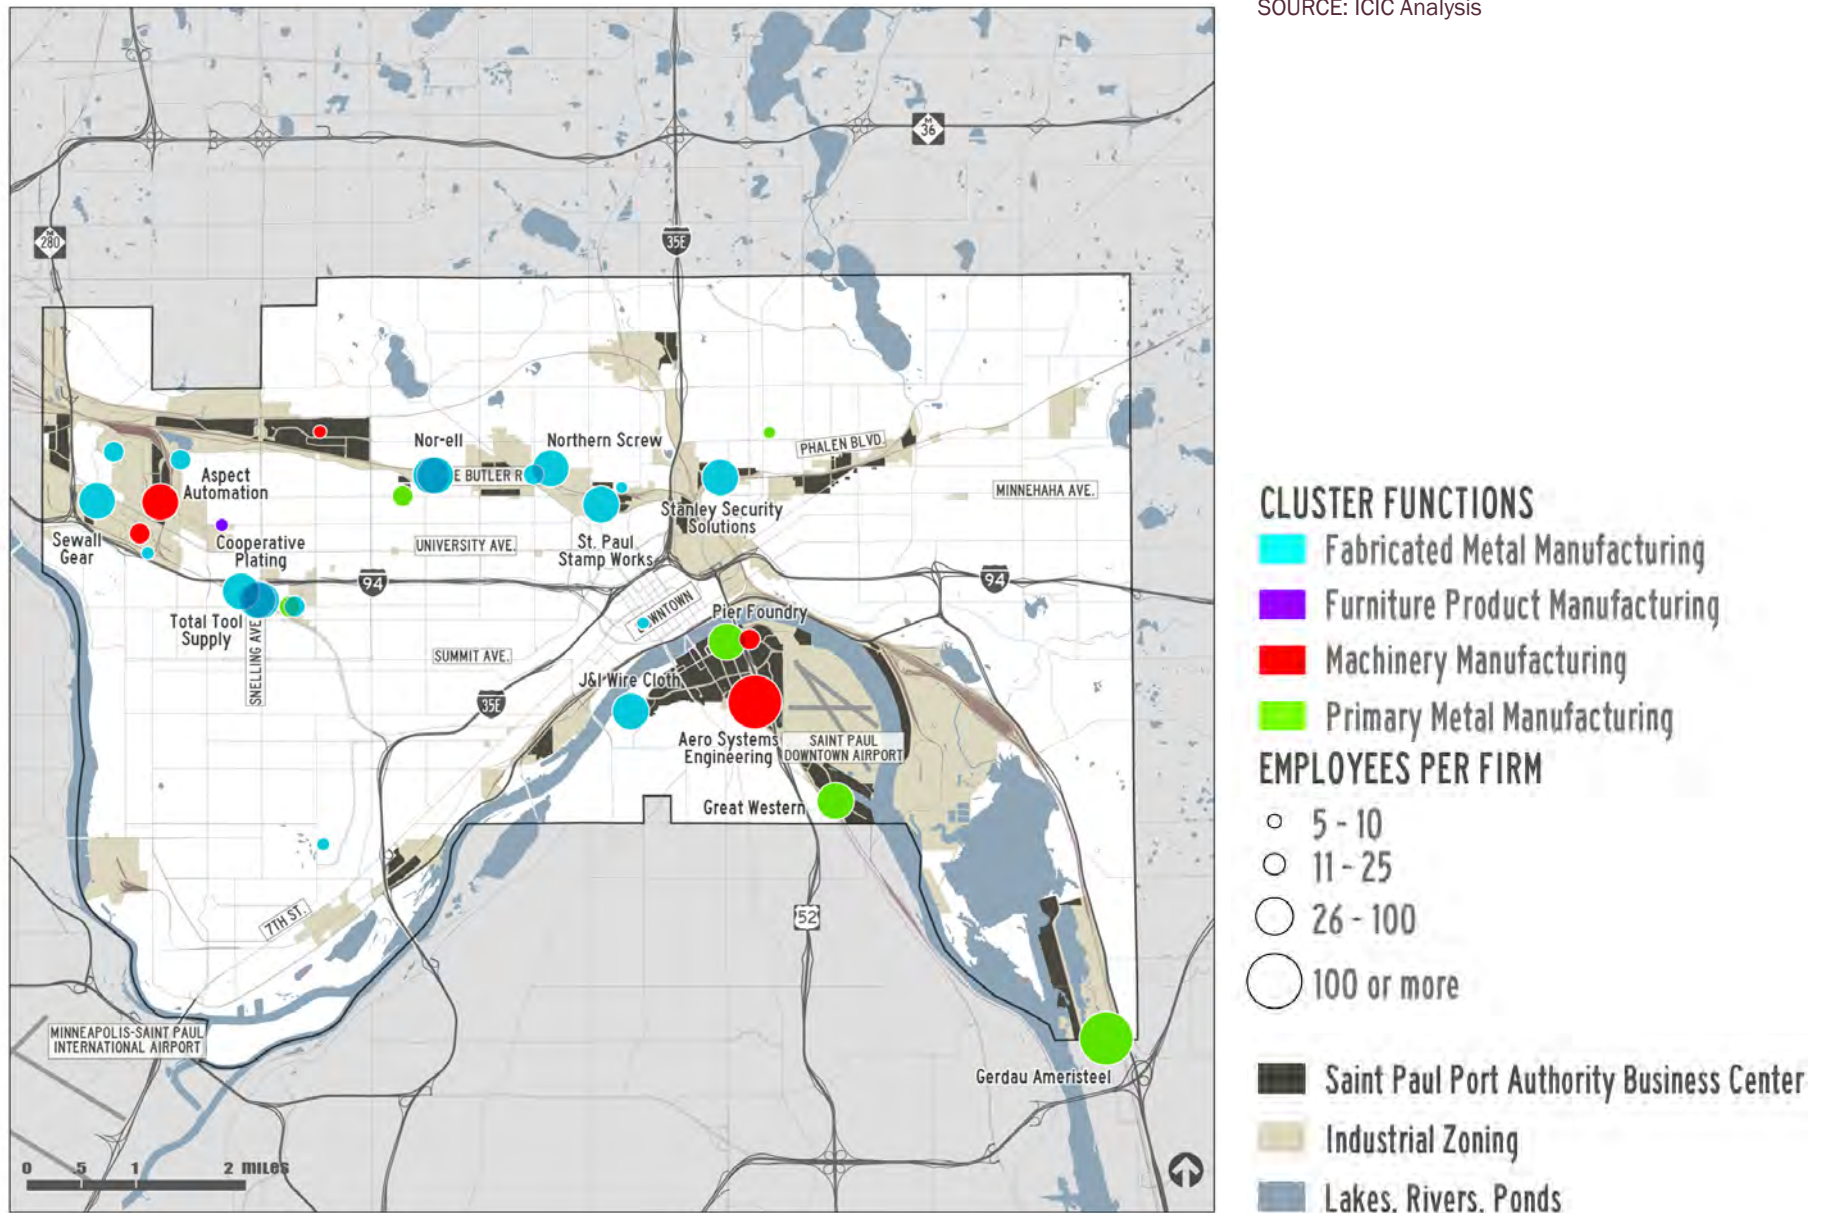 SOURCE: ICIC Analysis
M
36
M
280
35E
Nor-ell
Northern Screw
PHALEN BLVD.
E BUTLER R
Aspect
Automation
MINNEHAHA AVE.
Stanley Security
Solutions
Sewall
Gear
Cooperative
Plating
UNIVERSITY AVE.
St. Paul
Stamp Works
94
94
Total Tool
Supply
SNELLING AVE
OWNTOWN
Pier Foundry
SUMMIT AVE.
J&I Wire Cloth
35E
Aero Systems
Engineering
SAINT PAUL
DOWNTOWN AIRPORT
Great Western
7TH ST.
52
MINNEAPOLIS-SAINT PAUL
INTERNATIONAL AIRPORT
Gerdau Ameristeel
0 .5 1 2 MILES
CLUSTER FUNCTIONS
Fabricated Metal Manufacturing
Furniture Product Manufacturing
Machinery Manufacturing
Primary Metal Manufacturing
EMPLOYEES PER FIRM
5 - 10
11 - 25
26 - 100
100 or more
Saint Paul Port Authority Business Center
Industrial Zoning
Lakes, Rivers, Ponds